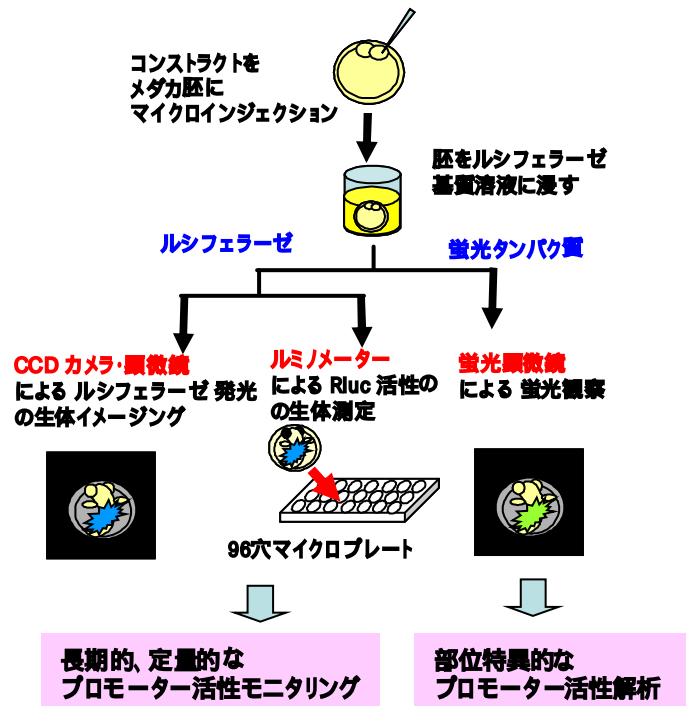 コンストラクトを
メダカ胚に
マイクロインジェクション
胚をルシフェラーゼ
基質溶液に浸す
ルシフェラーゼ
蛍光タンパク質
CCD カメラ・顕微鏡
による ルシフェラーゼ 発光
の生体イメージング
ルミノメーター
による Rluc 活性の
の生体測定
蛍光顕微鏡
による 蛍光観察
96穴マイクロプレート
長期的、定量的な
プロモーター活性モニタリング
部位特異的な
プロモーター活性解析